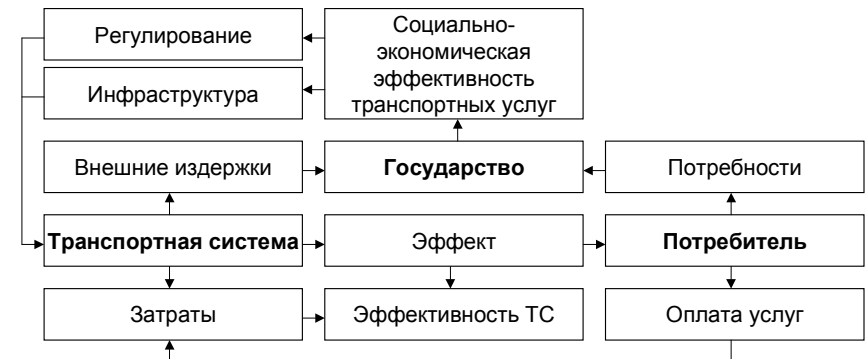 Регулирование
Социально-
экономическая
эффективность
транспортных услуг
Инфраструктура
Внешние издержки
Государство
Потребности
Транспортная система
Эффект
Потребитель
Затраты
Эффективность ТС
Оплата услуг